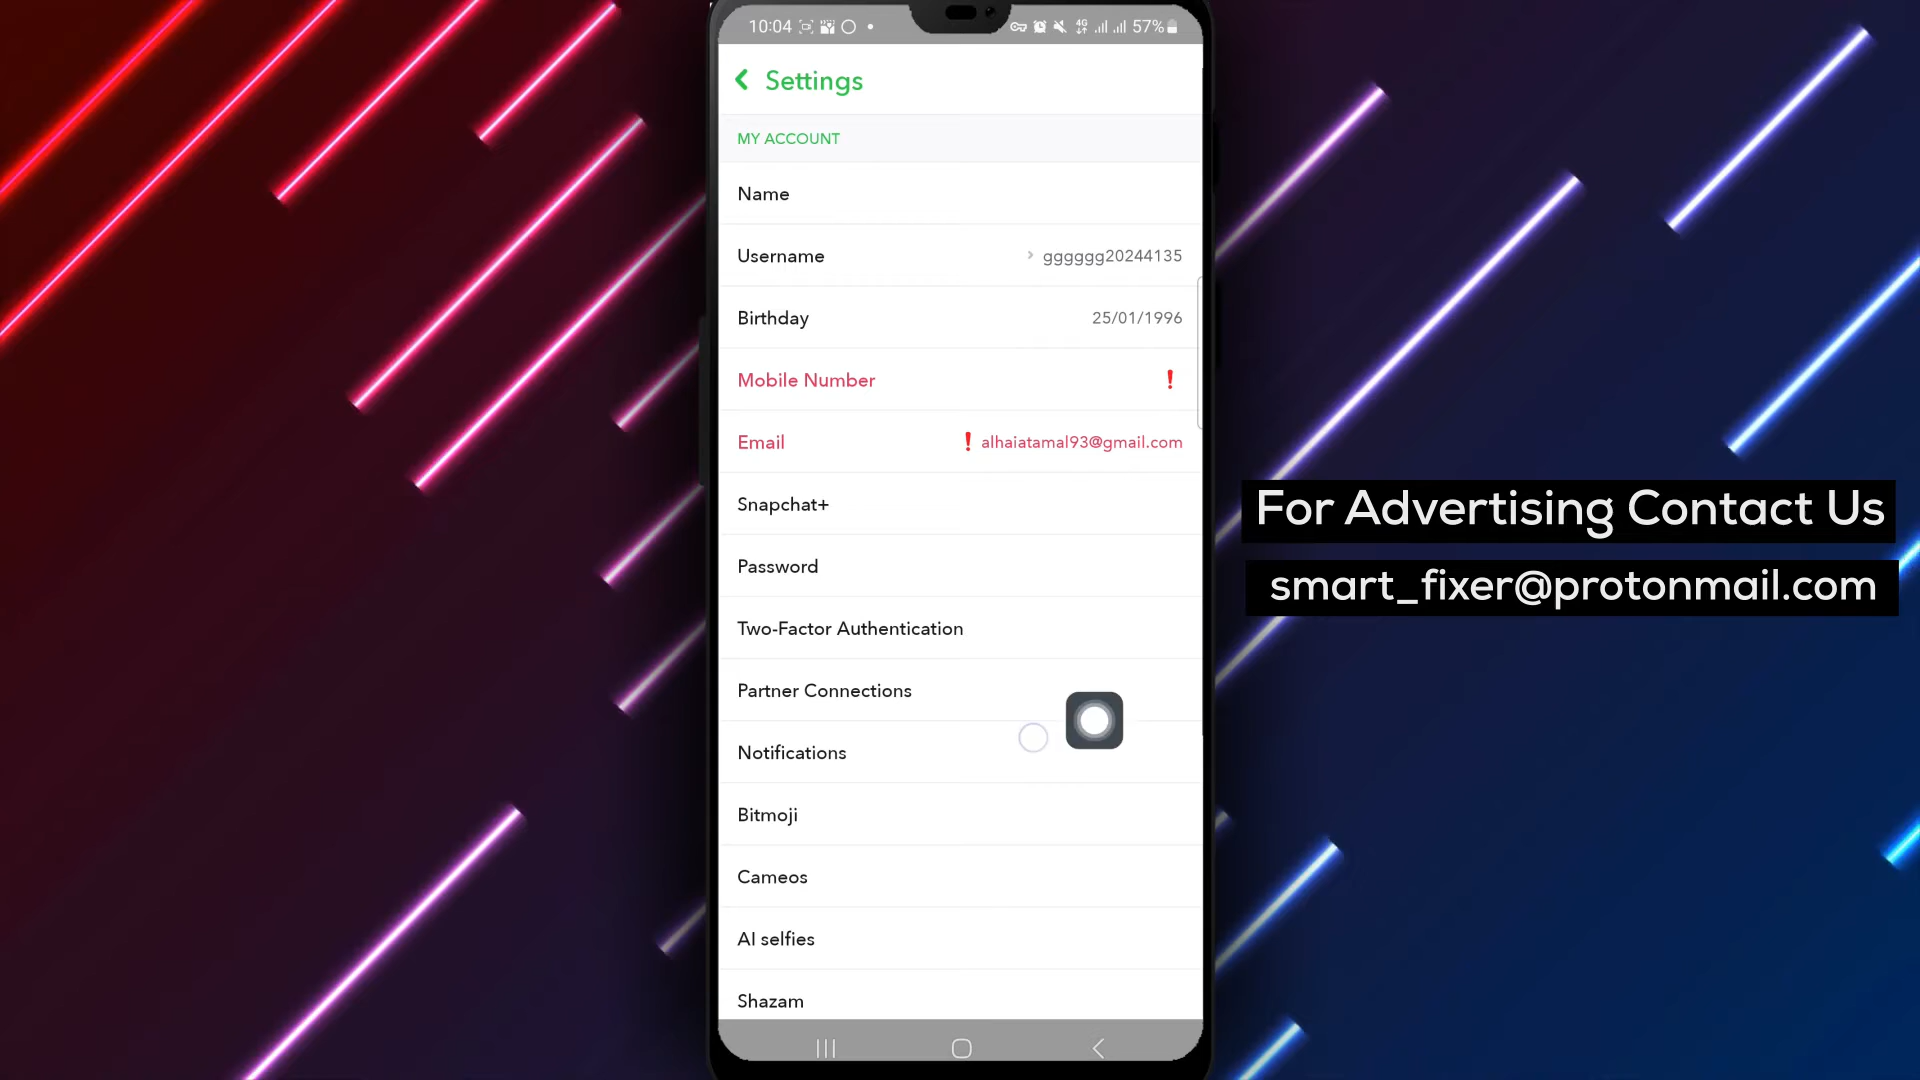 10:04
4G 57%
Settings
MY ACCOUNT
Name
Username gggggg20244135
Birthday 25/01/1996
Mobile Number !
Email ! alhaiatamal93@gmail.com
Snapchat+
Password
Two-Factor Authentication
Partner Connections
Notifications
Bitmoji
Cameos
AI selfies
Shazam
For Advertising Contact Us
smart_fixer@protonmail.com